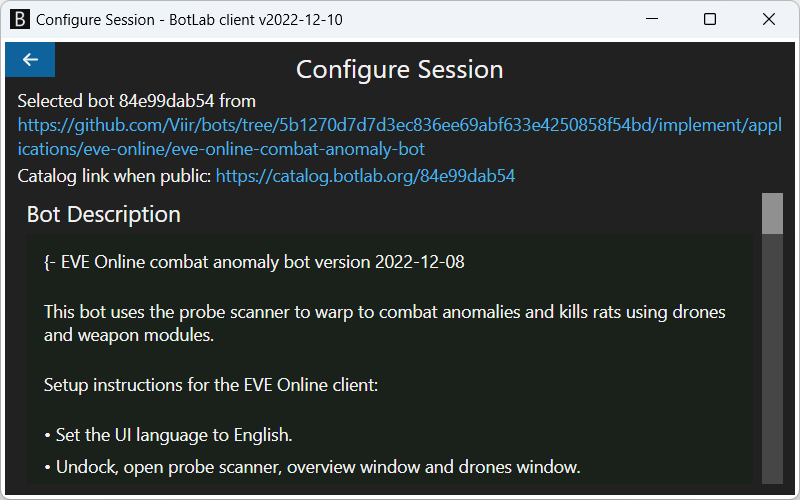 B Configure Session - BotLab client v2022-12-10
Configure Session
Selected bot 84e99dab54 from
https://github.com/Viir/bots/tree/5b1270d7d7d3ec836ee69abf633e4250858f54bd/implement/appl
ications/eve-online/eve-online-combat-anomaly-bot
Catalog link when public: https://catalog.botlab.org/84e99dab54
Bot Description
{- EVE Online combat anomaly bot version 2022-12-08
This bot uses the probe scanner to warp to combat anomalies and kills rats using drones
and weapon modules.
Setup instructions for the EVE Online client:
• Set the UI language to English.
• Undock, open probe scanner, overview window and drones window.